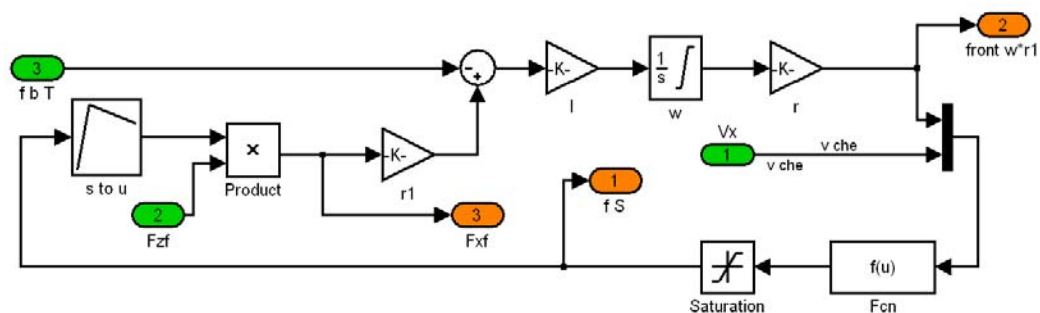 2
front w*r1
3
f b T
-
+
-K-
I
1
s
w
-K-
r
Vx
1
v che
v che
s to u
×
Product
-K-
r1
2
Fzf
3
Fxf
1
f S
Saturation
f(u)
Fcn